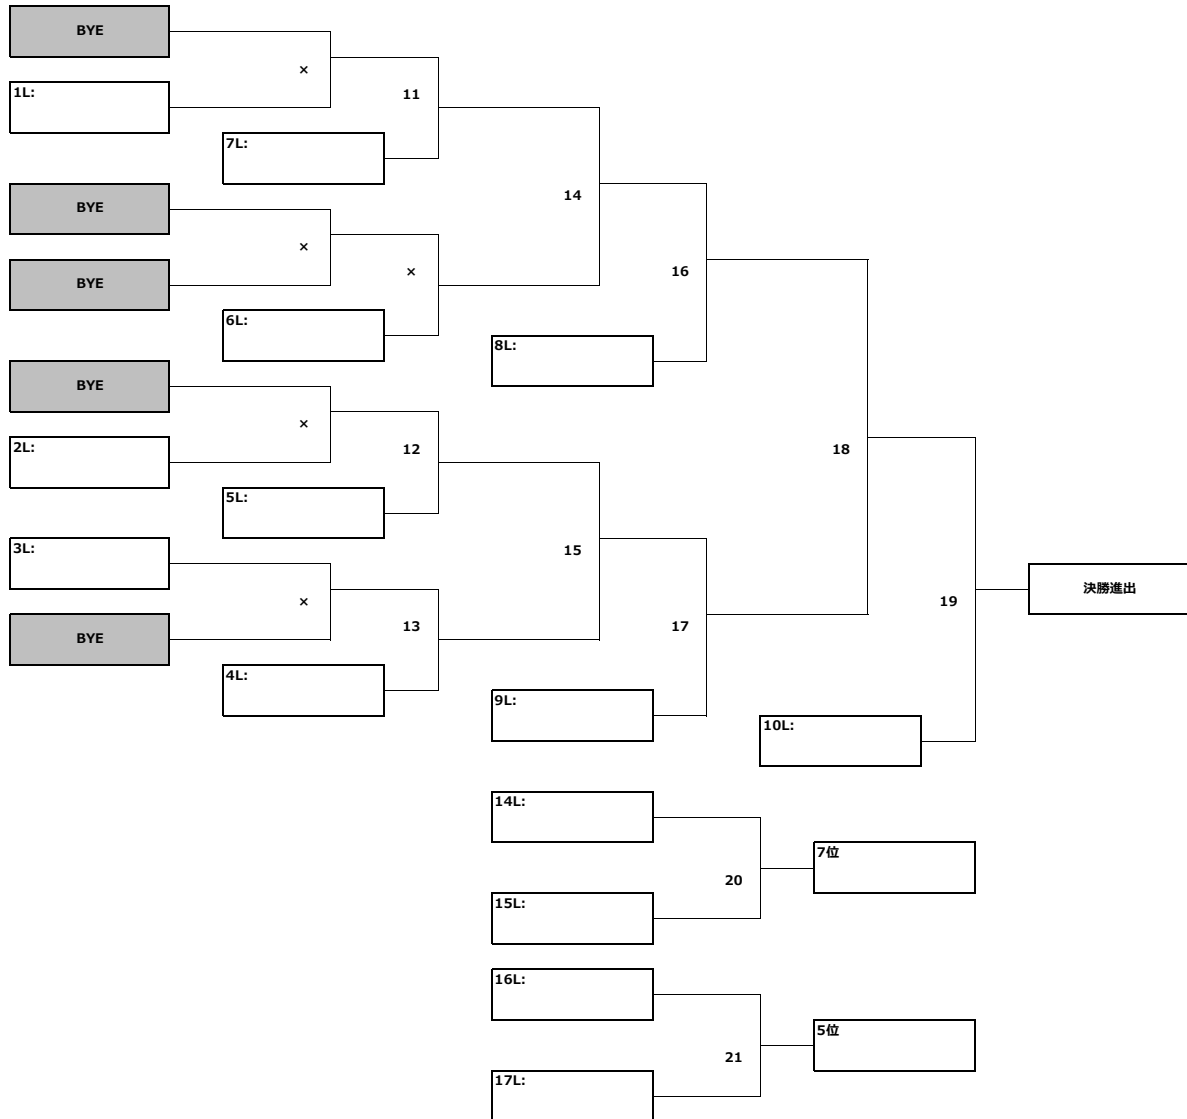 BYE
×
1L:
11
7L:
14
BYE
×
BYE
×
16
6L:
8L:
BYE
×
2L:
12
18
5L:
3L:
15
×
決勝進出
19
BYE
13
17
4L:
9L:
10L:
14L:
7位
20
15L:
16L:
5位
21
17L: